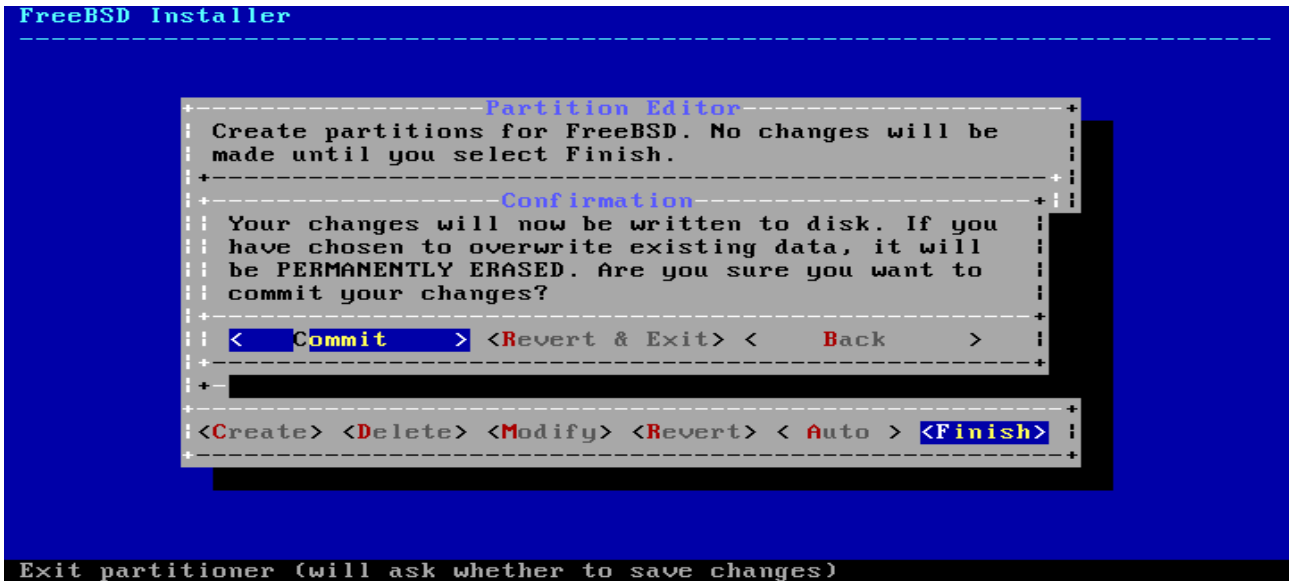 FreeBSD Installer
Partition Editor
Create partitions for FreeBSD. No changes will be
made until you select Finish.
Confirmation
Your changes will now be written to disk. If you
have chosen to overwrite existing data, it will
be PERMANENTLY ERASED. Are you sure you want to
commit your changes?
< Commit > <Revert & Exit> < Back >
<Create> <Delete> <Modify> <Revert> < Auto > <Finish>
Exit partitioner (will ask whether to save changes)